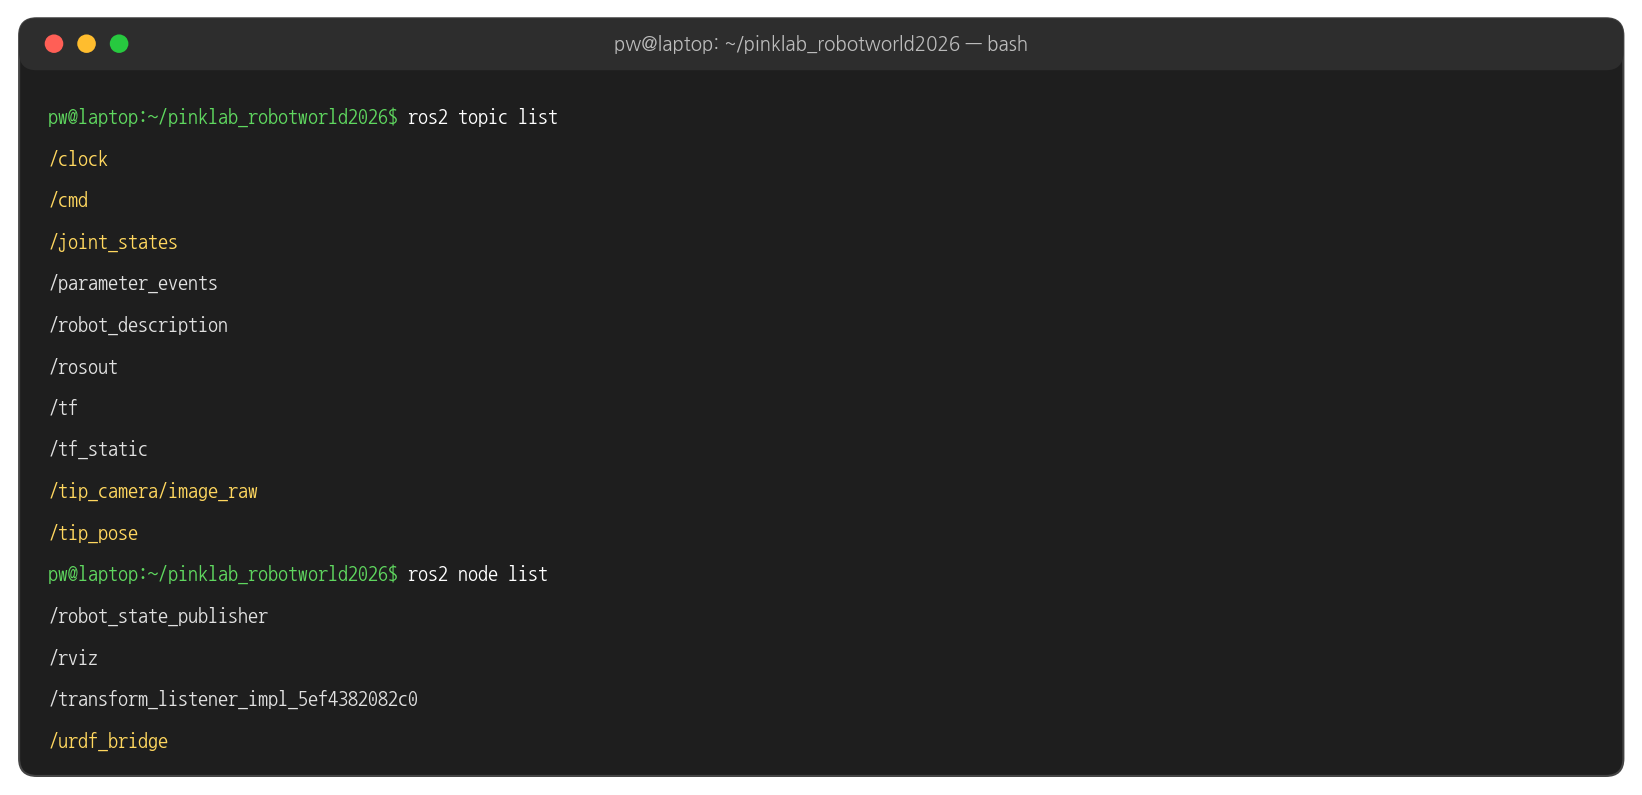 pw@laptop: ~/pinklab_robotworld2026 — bash
pw@laptop:~/pinklab_robotworld2026$ ros2 topic list
/clock
/cmd
/joint_states
/parameter_events
/robot_description
/rosout
/tf
/tf_static
/tip_camera/image_raw
/tip_pose
pw@laptop:~/pinklab_robotworld2026$ ros2 node list
/robot_state_publisher
/rviz
/transform_listener_impl_5ef4382082c0
/urdf_bridge